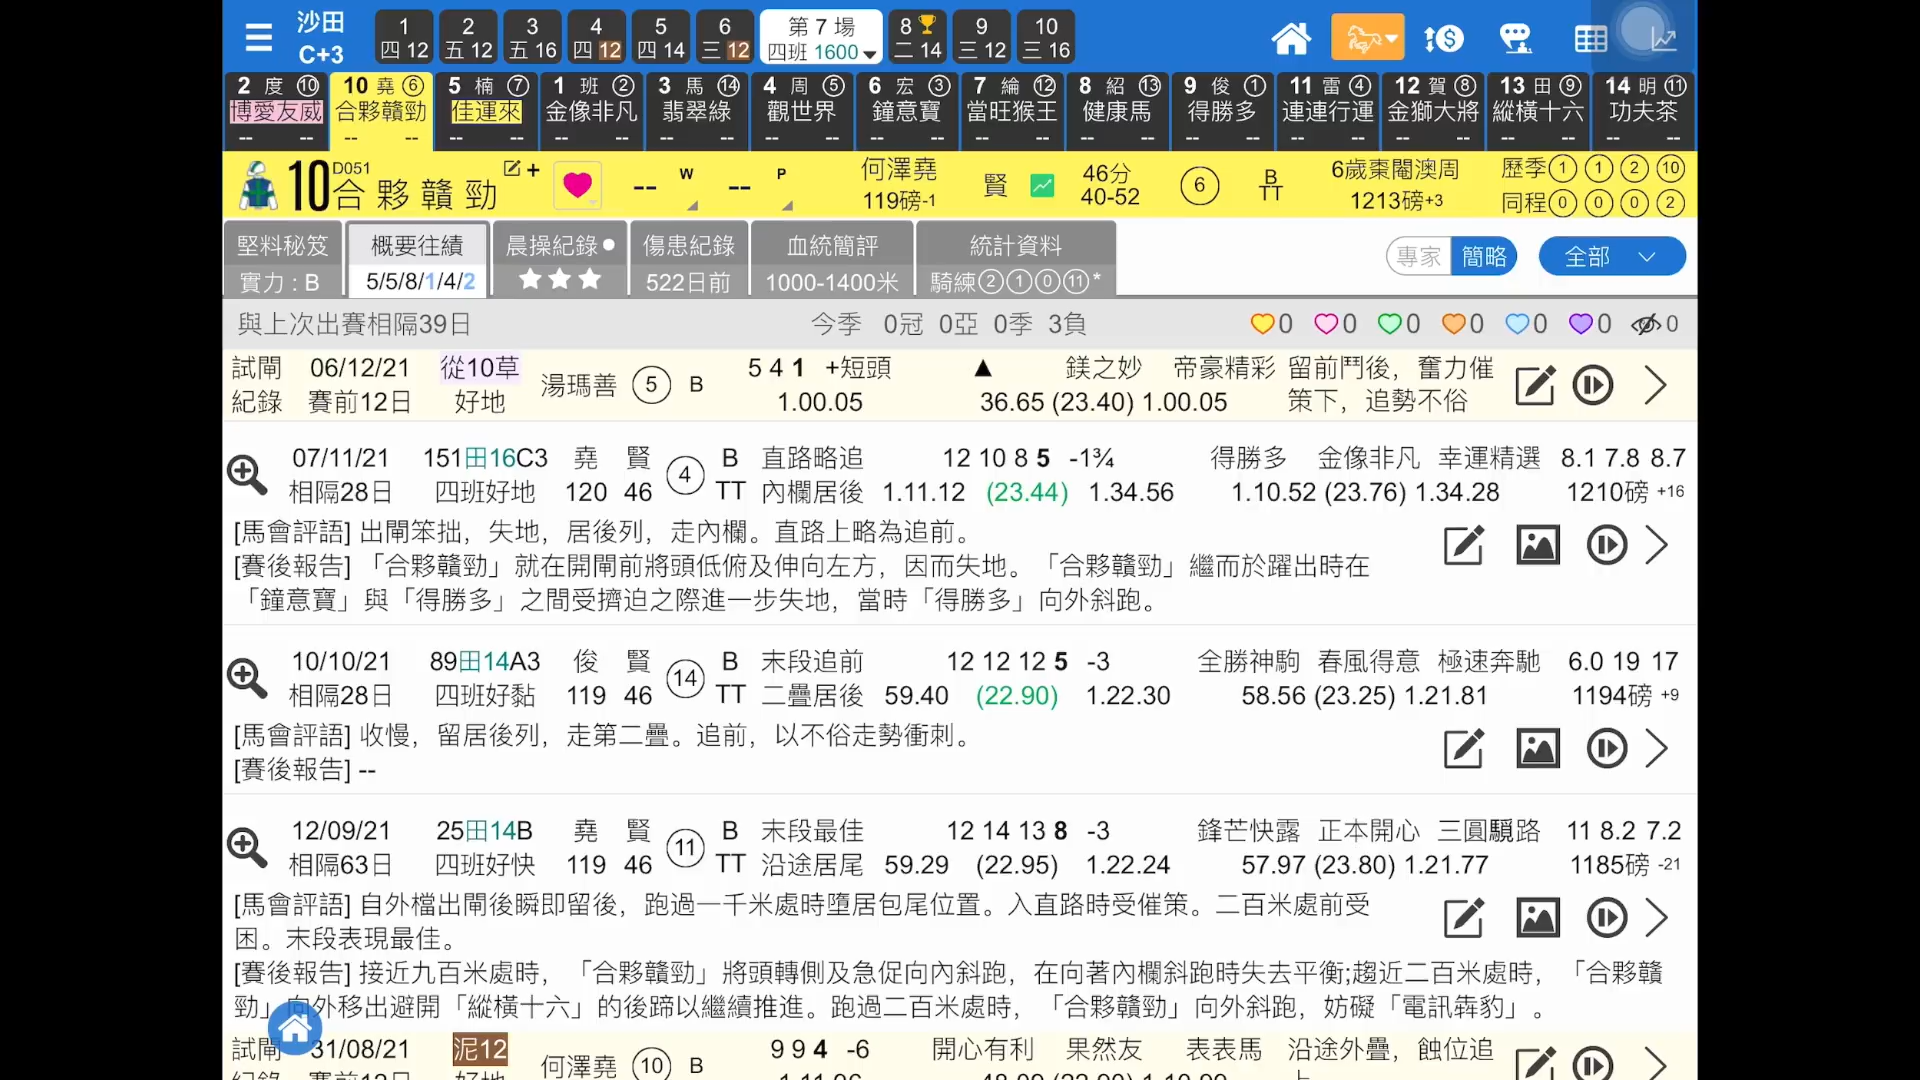 沙田 1 2 3 4 5 6 第 7 場 8 9 10
C+3 四 12 五 12 五 16 四 12 四 14 三 12 四班 1600 二 14 三 12 三 16
2 度 ⑩ 10 堯 ⑥ 5 楠 ⑦ 1 班 ② 3 馬 ⑭ 4 周 ⑤ 6 宏 ③ 7 綸 ⑫ 8 紹 ⑬ 9 俊 ① 11 雷 ④ 12 賀 ⑧ 13 田 ⑨ 14 明 ⑪
博愛友威 合夥贛勁 佳運來 金像非凡 翡翠綠 觀世界 鐘意寶 當旺猴王 健康馬 得勝多 連連行運 金獅大將 縱橫十六 功夫茶
-- -- -- -- -- -- -- -- -- -- -- -- -- -- -- -- -- -- -- -- -- -- -- -- -- -- -- --
10 D051 合夥贛勁 + -- W -- P 何澤堯 119磅-1 賢 46分 40-52 ⑥ B TT 6歲棗閹澳周 1213磅+3 歷季① ① ② ⑩
同程⓪ ⓪ ⓪ ②
堅料秘笈 概要往績 晨操紀錄● 傷患紀錄 血統簡評 統計資料 專家 簡略 全部
實力 : B 5/5/8/1/4/2 ★ ★ ★ 522日前 1000-1400米 騎練②①⓪⑪*
與上次出賽相隔39日 今季 0冠 0亞 0季 3負 0 0 0 0 0 0 0
試閘 06/12/21 從10草 湯瑪善 ⑤ B 5 4 1 +短頭 ▲ 鎂之妙 帝豪精彩 留前鬥後，奮力催
紀錄 賽前12日 好地 1.00.05 36.65 (23.40) 1.00.05 策下，追勢不俗
07/11/21 151田16C3 堯 賢 ④ B 直路略追 12 10 8 5 -1¾ 得勝多 金像非凡 幸運精選 8.1 7.8 8.7
相隔28日 四班好地 120 46 TT 內欄居後 1.11.12 (23.44) 1.34.56 1.10.52 (23.76) 1.34.28 1210磅 +16
[馬會評語] 出閘笨拙，失地，居後列，走內欄。直路上略為追前。
[賽後報告] 「合夥贛勁」就在開閘前將頭低俯及伸向左方，因而失地。「合夥贛勁」繼而於躍出時在
「鐘意寶」與「得勝多」之間受擠迫之際進一步失地，當時「得勝多」向外斜跑。
10/10/21 89田14A3 俊 賢 ⑭ B 末段追前 12 12 12 5 -3 全勝神駒 春風得意 極速奔馳 6.0 19 17
相隔28日 四班好黏 119 46 TT 二疊居後 59.40 (22.90) 1.22.30 58.56 (23.25) 1.21.81 1194磅 +9
[馬會評語] 收慢，留居後列，走第二疊。追前，以不俗走勢衝刺。
[賽後報告] --
12/09/21 25田14B 堯 賢 ⑪ B 末段最佳 12 14 13 8 -3 鋒芒快露 正本開心 三圓騴路 11 8.2 7.2
相隔63日 四班好快 119 46 TT 沿途居尾 59.29 (22.95) 1.22.24 57.97 (23.80) 1.21.77 1185磅 -21
[馬會評語] 自外檔出閘後瞬即留後，跑過一千米處時墮居包尾位置。入直路時受催策。二百米處前受
困。末段表現最佳。
[賽後報告] 接近九百米處時，「合夥贛勁」將頭轉側及急促向內斜跑，在向著內欄斜跑時失去平衡;趨近二百米處時，「合夥贛
勁」向外移出避開「縱橫十六」的後蹄以繼續推進。跑過二百米處時，「合夥贛勁」向外斜跑，妨礙「電訊犇豹」。
試閘 31/08/21 泥12 何澤堯 ⑩ B 9 9 4 -6 開心有利 果然友 表表馬 沿途外疊，蝕位追